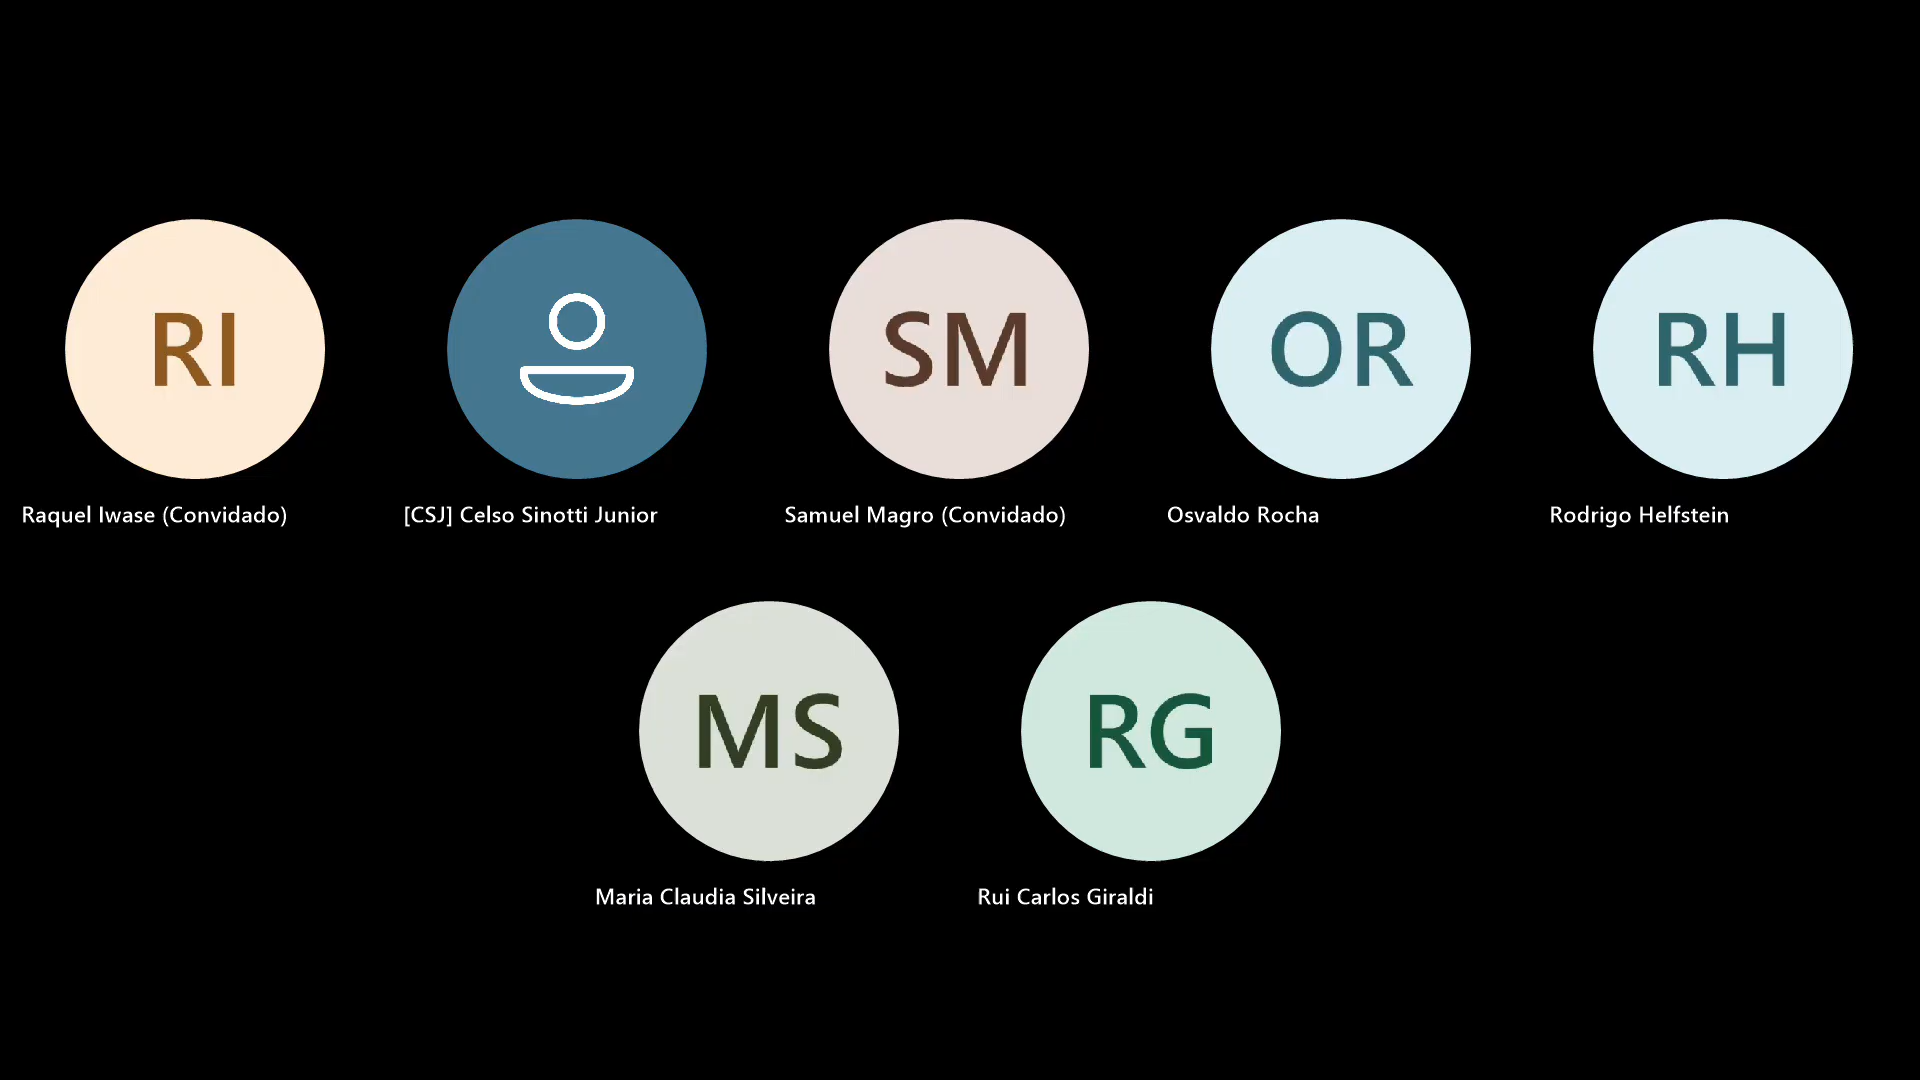 RI
SM
OR
RH
Raquel Iwase (Convidado)
[CSJ] Celso Sinotti Junior
Samuel Magro (Convidado)
Osvaldo Rocha
Rodrigo Helfstein
MS
RG
Maria Claudia Silveira
Rui Carlos Giraldi